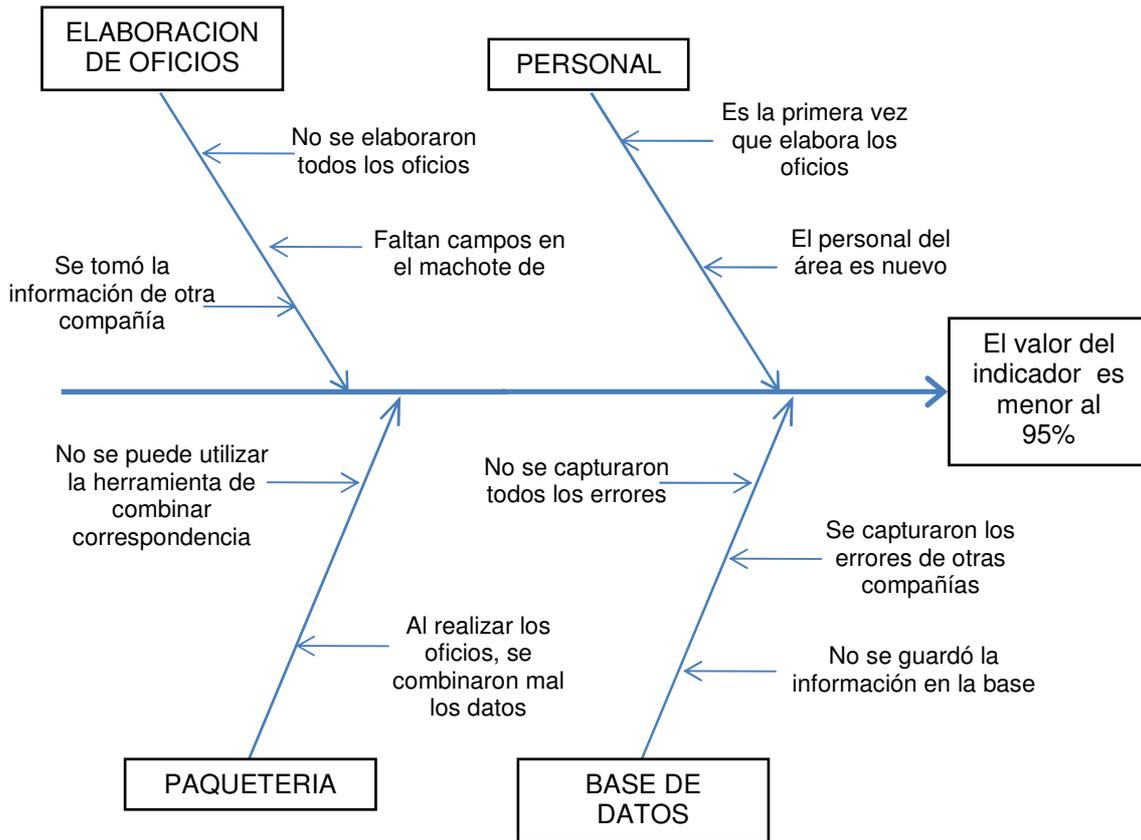 ELABORACION
DE OFICIOS
PERSONAL
No se elaboraron
todos los oficios
Es la primera vez
que elabora los
oficios
Faltan campos en
el machote de
El personal del
área es nuevo
Se tomó la
información de otra
compañía
El valor del
indicador es
menor al
95%
No se puede utilizar
la herramienta de
combinar
correspondencia
No se capturaron
todos los errores
Se capturaron los
errores de otras
compañías
Al realizar los
oficios, se
combinaron mal
los datos
No se guardó la
información en la base
PAQUETERIA
BASE DE
DATOS